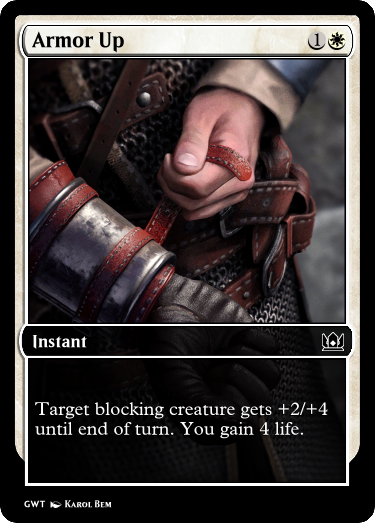 Armor Up 1
Instant
Target blocking creature gets +2/+4
until end of turn. You gain 4 life.
GWT Karol Bem